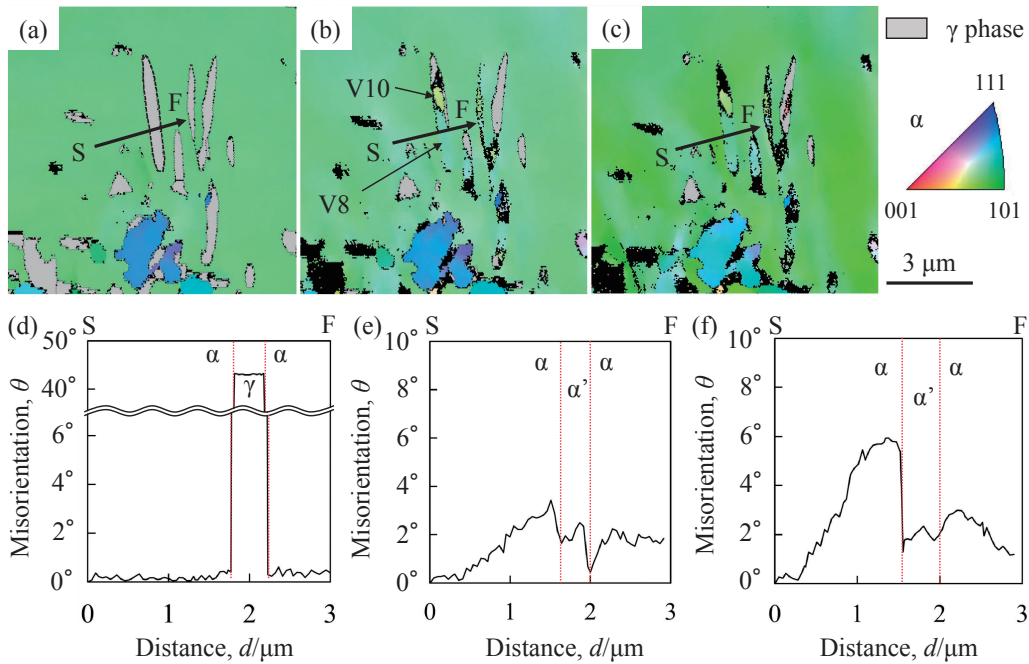 (a)
(b)
(c)
γ phase
111
α
001
101
3 μm
S
F
V10
V8
S
F
S
F
(d)
S
F
50°
40°
6°
4°
2°
0°
α
α
γ
0
1
2
3
Misorientation, θ
Distance, d/μm
(e)
10°
8°
6°
4°
2°
0°
α
α’
α
0
1
2
3
Misorientation, θ
Distance, d/μm
(f)
S
F
10°
8°
6°
4°
2°
0°
α
α’
α
0
1
2
3
Misorientation, θ
Distance, d/μm